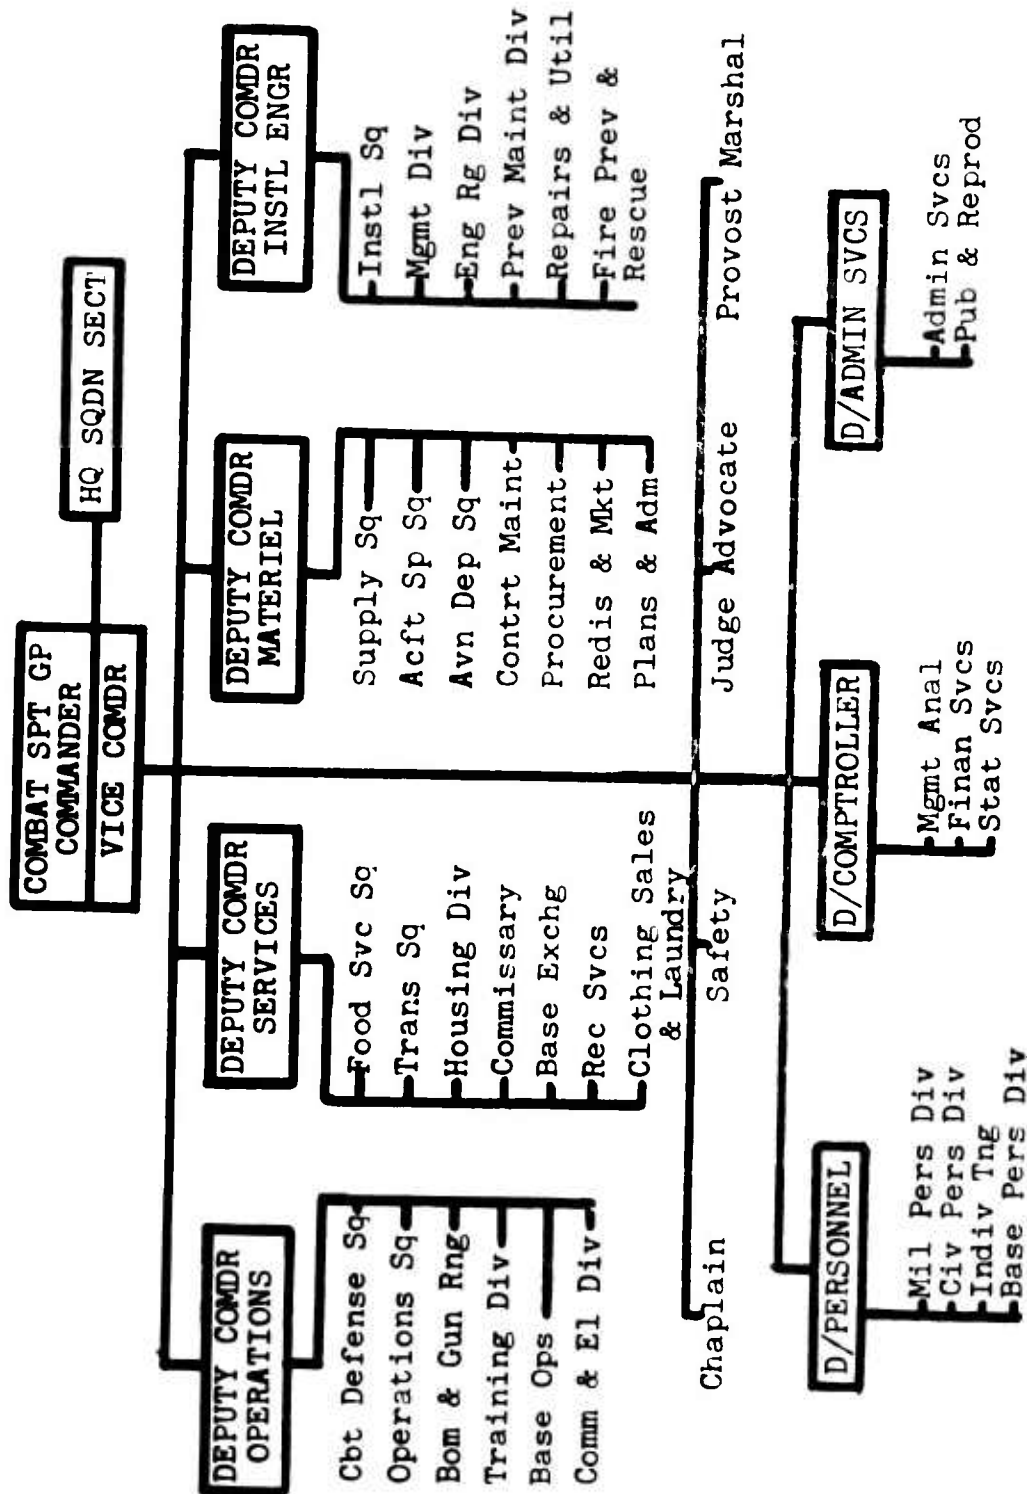 COMBAT SPT GP
COMMANDER
VICE COMDR
HQ SQDN SECT
DEPUTY COMDR
OPERATIONS
Cbt Defense Sq
Operations Sq
Bom & Gun Rng
Training Div
Base Ops
Comm & El Div
DEPUTY COMDR
SERVICES
Food Svc Sq
Trans Sq
Housing Div
Commissary
Base Exchg
Rec Svcs
Clothing Sales
& Laundry
DEPUTY COMDR
MATERIEL
Supply Sq
Acft Sp Sq
Avn Dep Sq
Contrt Maint
Procurement
Redis & Mkt
Plans & Adm
DEPUTY COMDR
INSTL ENGR
Instl Sq
Mgmt Div
Eng Rg Div
Prev Maint Div
Repairs & Util
Fire Prev &
Rescue
Chaplain
Safety
Judge Advocate
Provost Marshal
D/PERSONNEL
Mil Pers Div
Civ Pers Div
Indiv Tng
Base Pers Div
D/COMPTROLLER
Mgmt Anal
Finan Svcs
Stat Svcs
D/ADMIN SVCS
Admin Svcs
Pub & Reprod